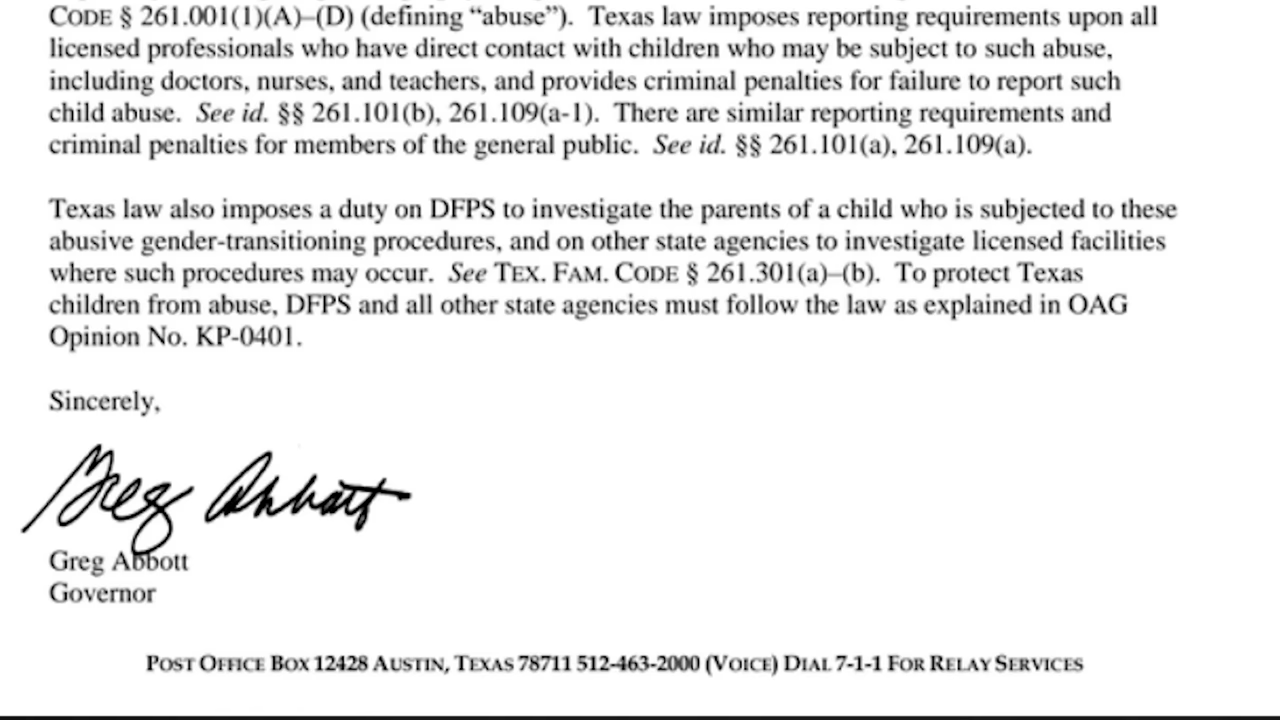 CODE § 261.001(1)(A)–(D) (defining “abuse”). Texas law imposes reporting requirements upon all
licensed professionals who have direct contact with children who may be subject to such abuse,
including doctors, nurses, and teachers, and provides criminal penalties for failure to report such
child abuse. See id. §§ 261.101(b), 261.109(a-1). There are similar reporting requirements and
criminal penalties for members of the general public. See id. §§ 261.101(a), 261.109(a).
Texas law also imposes a duty on DFPS to investigate the parents of a child who is subjected to these
abusive gender-transitioning procedures, and on other state agencies to investigate licensed facilities
where such procedures may occur. See TEX. FAM. CODE § 261.301(a)–(b). To protect Texas
children from abuse, DFPS and all other state agencies must follow the law as explained in OAG
Opinion No. KP-0401.
Sincerely,
Greg Abbott
Greg Abbott
Governor
POST OFFICE BOX 12428 AUSTIN, TEXAS 78711 512-463-2000 (VOICE) DIAL 7-1-1 FOR RELAY SERVICES